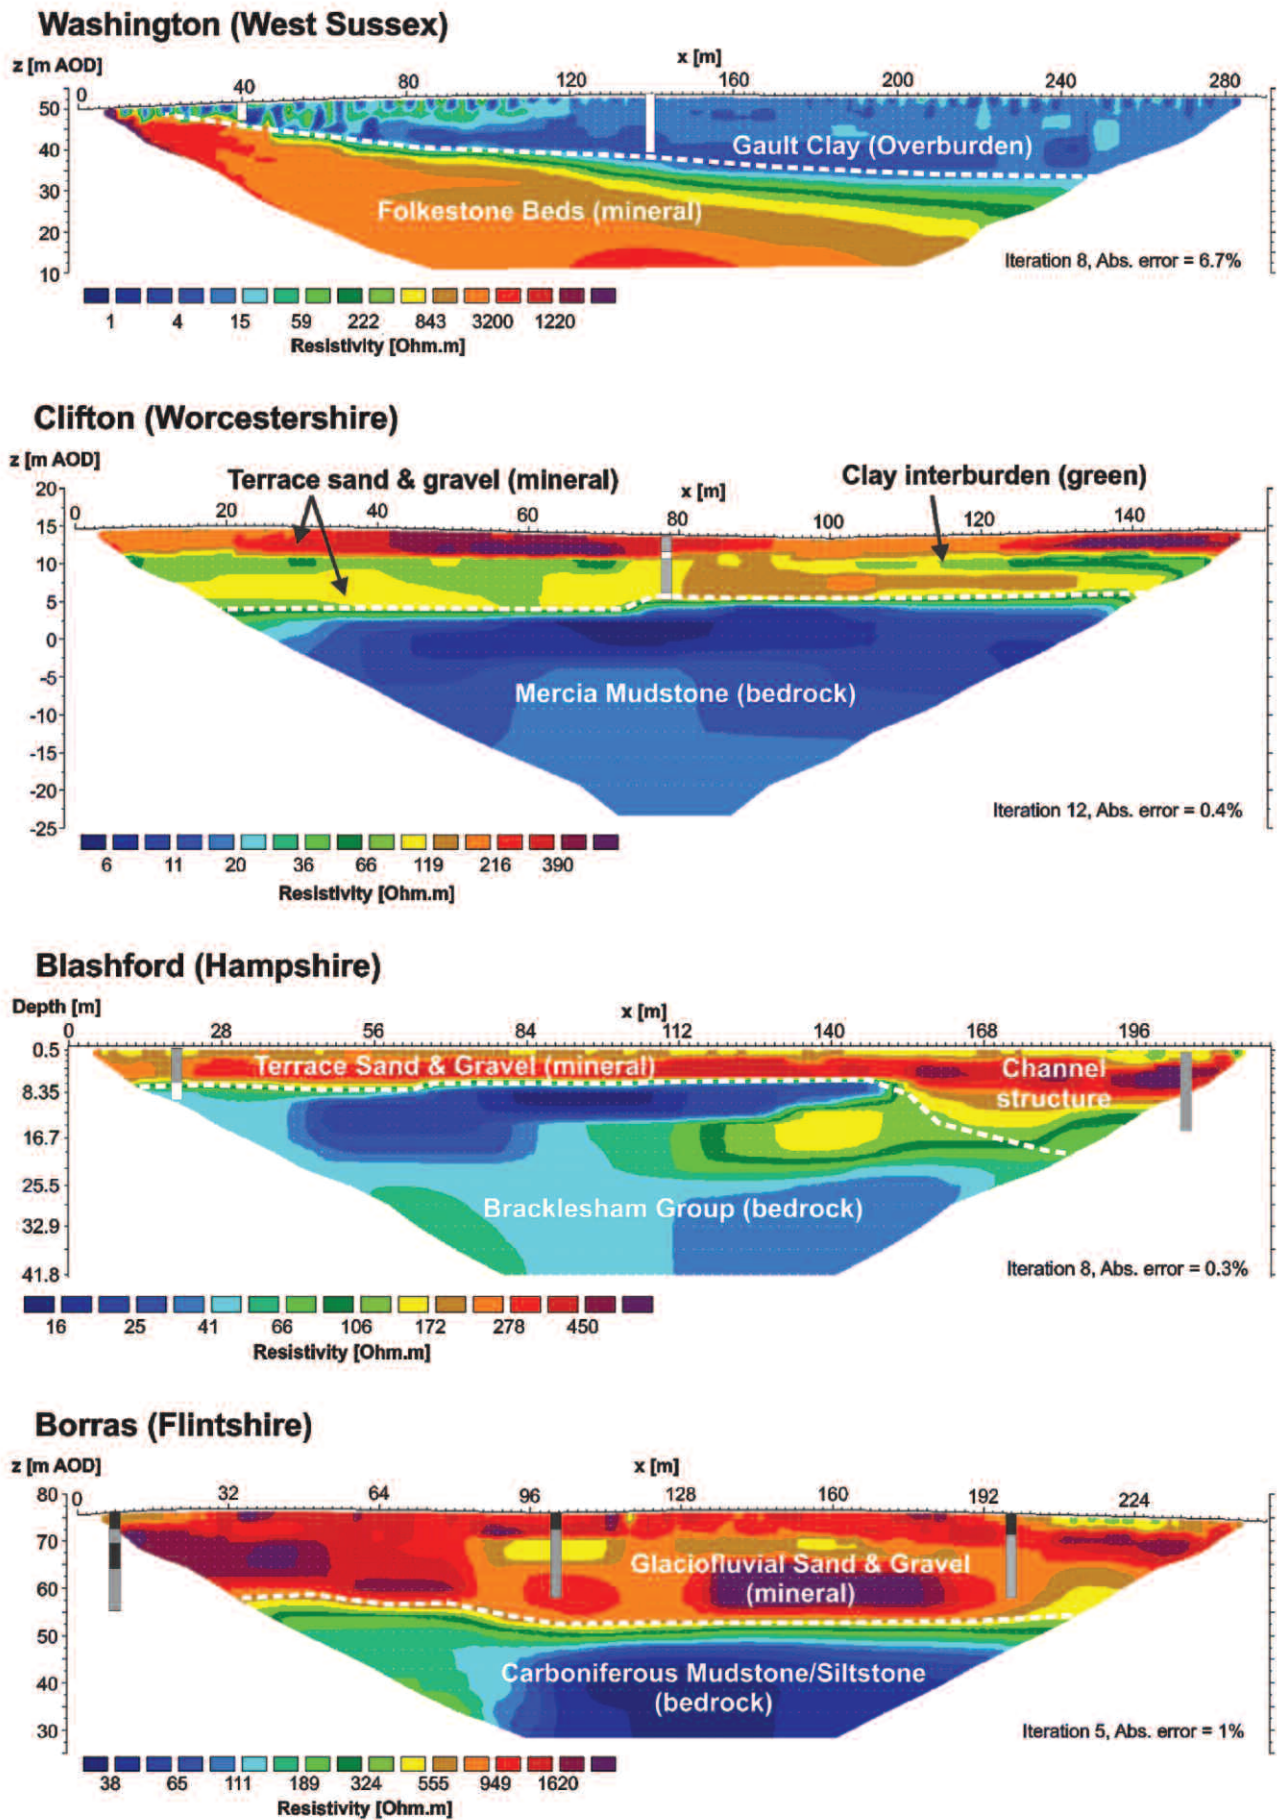 Washington (West Sussex)
z [m AOD]
x [m]
0 40 80 120 160 200 240 280
50
40
30
20
10
Gault Clay (Overburden)
Folkestone Beds (mineral)
Iteration 8, Abs. error = 6.7%
1 4 15 59 222 843 3200 1220
Resistivity [Ohm.m]
Clifton (Worcestershire)
z [m AOD]
Terrace sand & gravel (mineral)
x [m]
Clay interburden (green)
0 20 40 60 80 100 120 140
20
15
10
5
0
-5
-10
-15
-20
-25
Mercia Mudstone (bedrock)
Iteration 12, Abs. error = 0.4%
6 11 20 36 66 119 216 390
Resistivity [Ohm.m]
Blashford (Hampshire)
Depth [m]
x [m]
0 28 56 84 112 140 168 196
0.5
8.35
16.7
25.5
32.9
41.8
Terrace Sand & Gravel (mineral)
Channel
structure
Bracklesham Group (bedrock)
Iteration 8, Abs. error = 0.3%
16 25 41 66 106 172 278 450
Resistivity [Ohm.m]
Borras (Flintshire)
z [m AOD]
x [m]
0 32 64 96 128 160 192 224
80
70
60
50
40
30
Glaciofluvial Sand & Gravel
(mineral)
Carboniferous Mudstone/Siltstone
(bedrock)
Iteration 5, Abs. error = 1%
38 65 111 189 324 555 949 1620
Resistivity [Ohm.m]